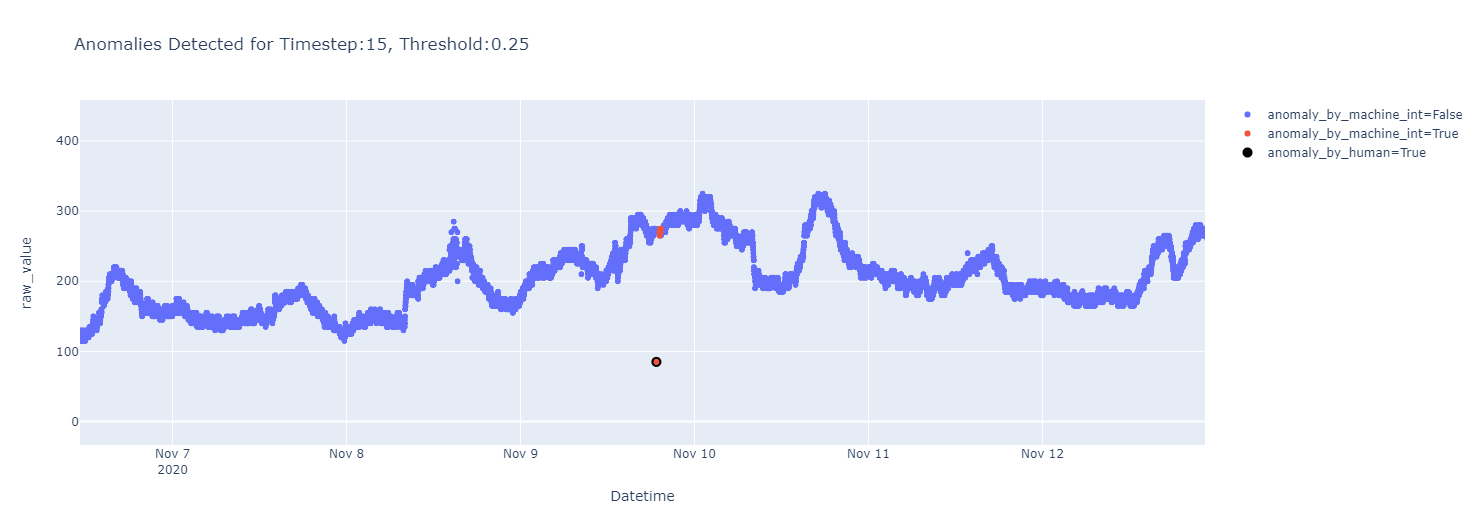 Anomalies Detected for Timestep:15, Threshold:0.25
anomaly_by_machine_int=False
anomaly_by_machine_int=True
anomaly_by_human=True
raw_value
400
300
200
100
0
Nov 7
2020
Nov 8
Nov 9
Nov 10
Nov 11
Nov 12
Datetime